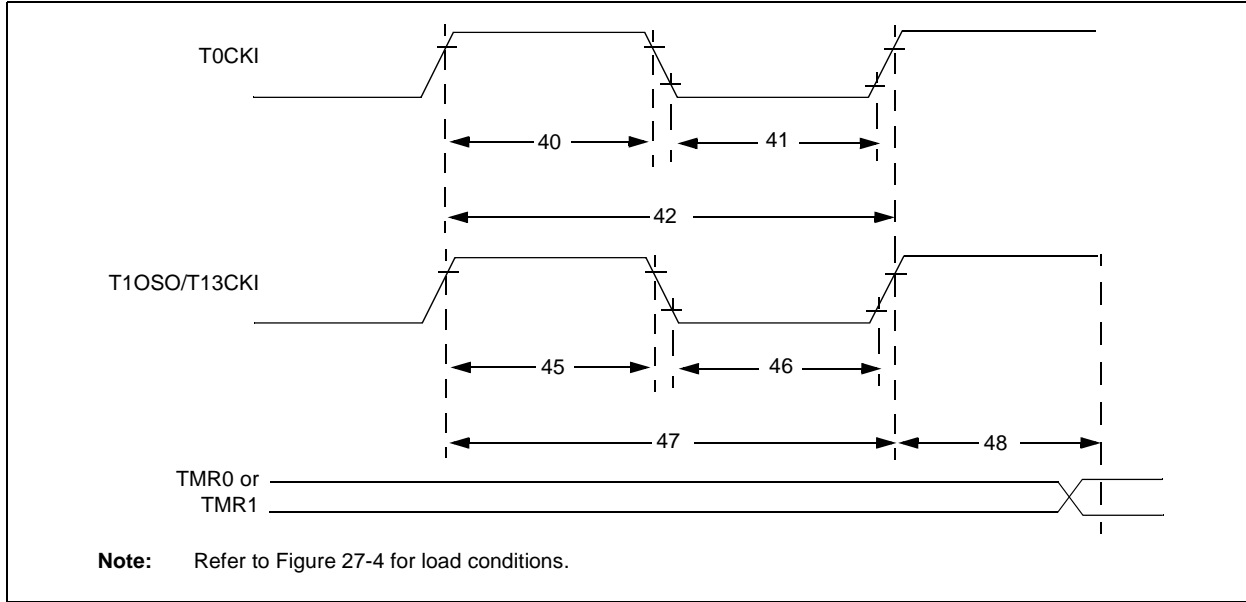 T0CKI
40
41
42
T1OSO/T13CKI
45
46
47
48
TMR0 or
TMR1
Note: Refer to Figure 27-4 for load conditions.